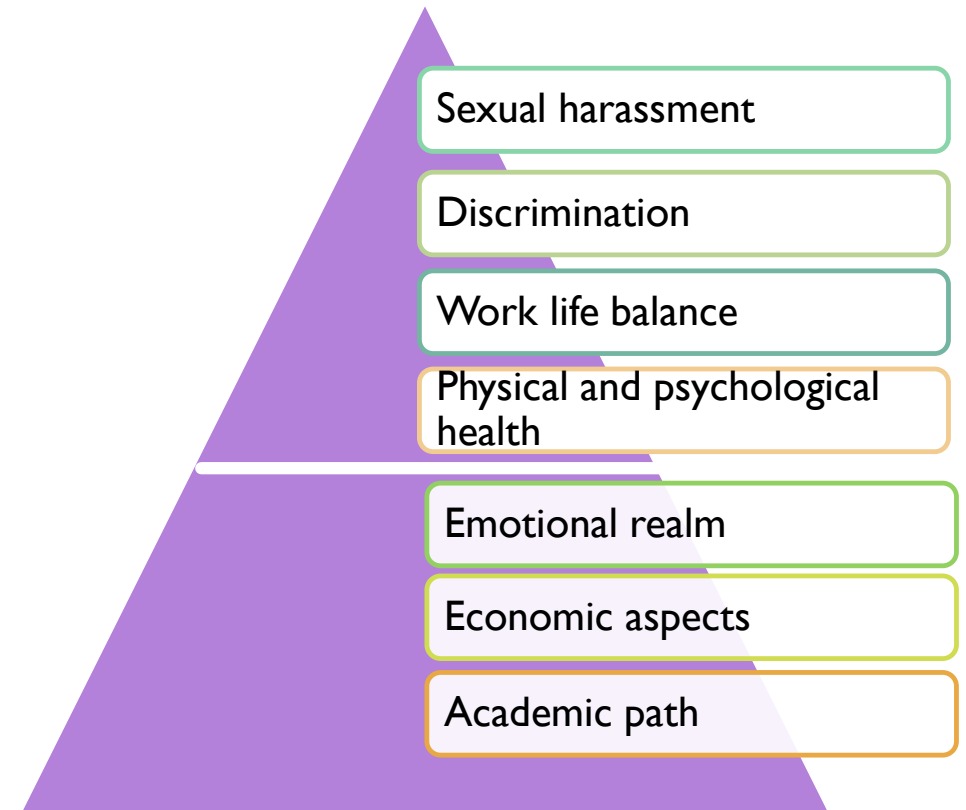 Sexual harassment
Discrimination
Work life balance
Physical and psychological
health
Emotional realm
Economic aspects
Academic path